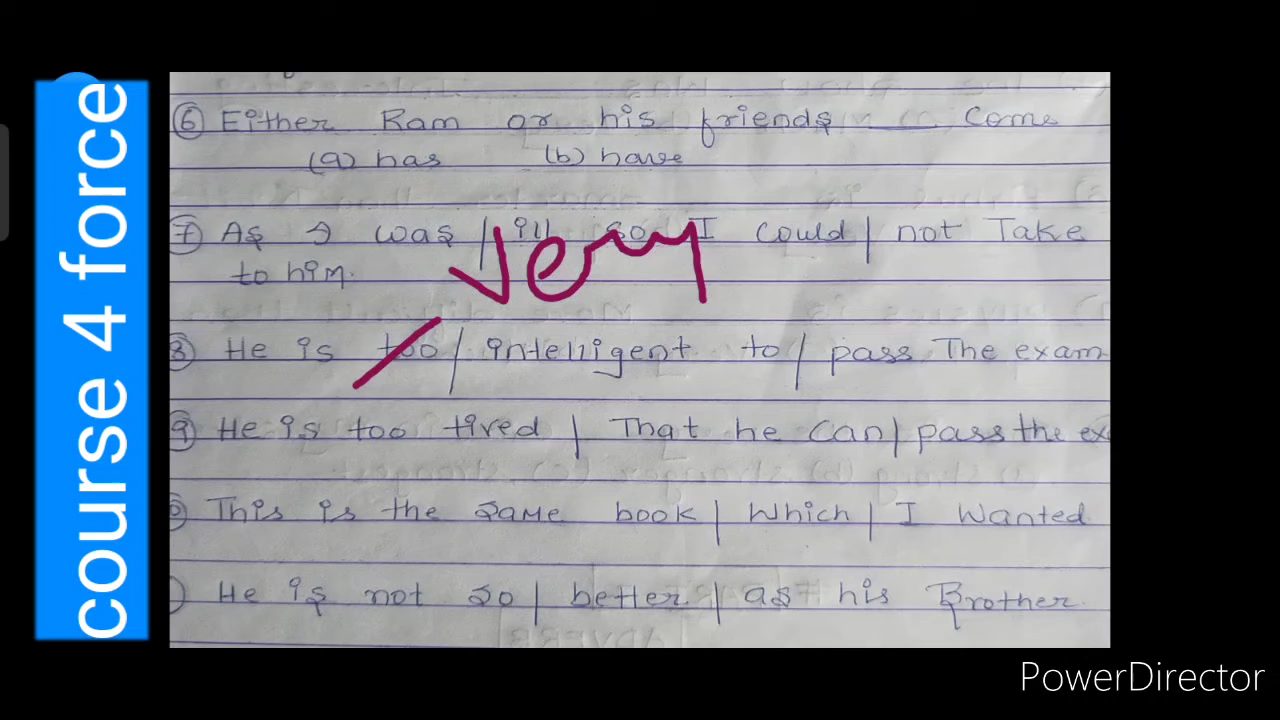 course 4 force
⑥ Either Ram or his friends ___ Come
(a) has (b) have
⑦ As I was / ill so I could / not Take
to him.
very
⑧ He is too / intelligent to / pass The exam
⑨ He is too tired / That he can / pass the ex
This is the same book / Which / I Wanted
He is not so / better / as his Brother.
PowerDirector